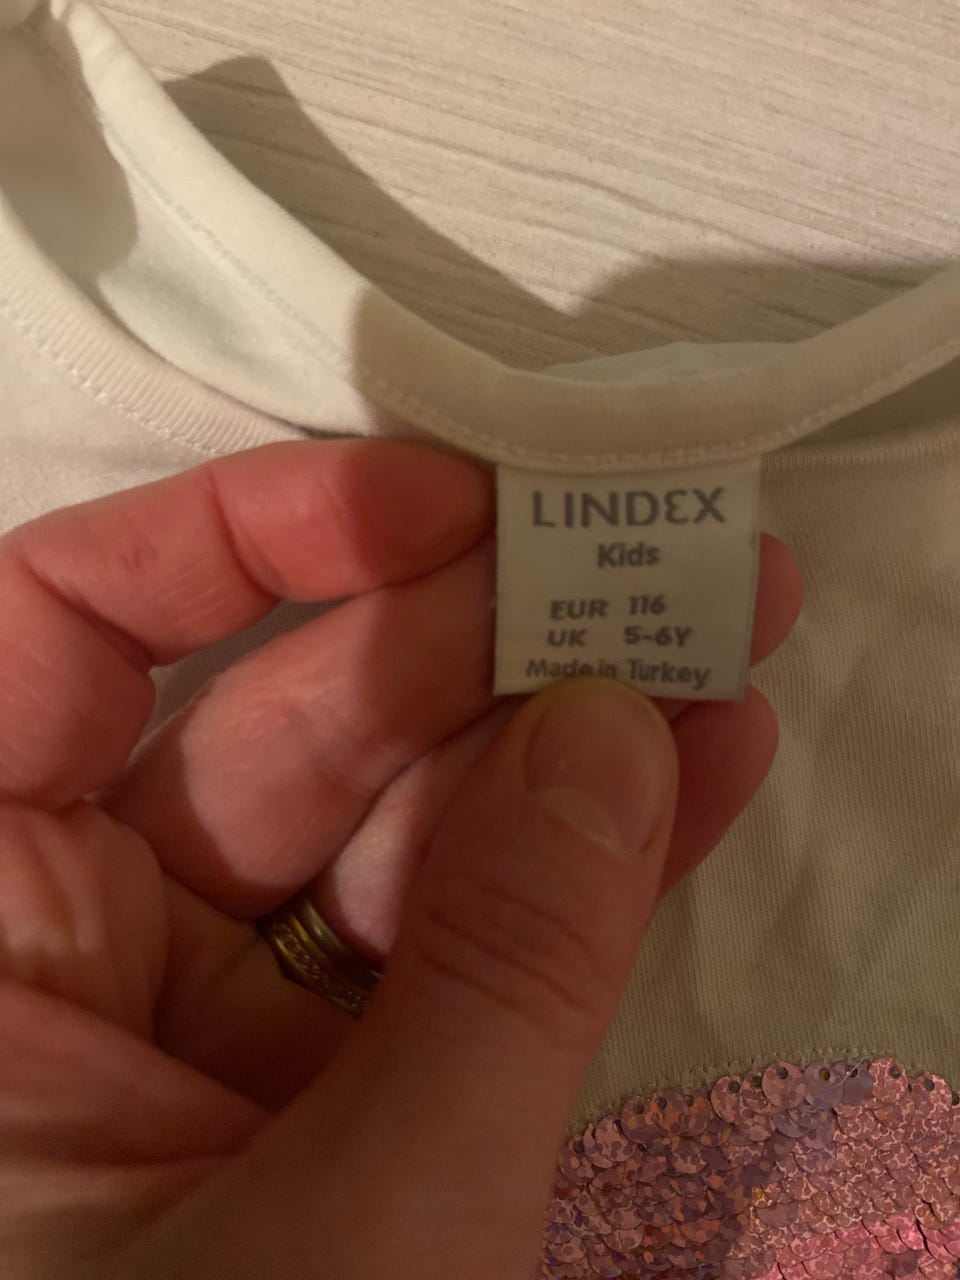 LINDEX
Kids
EUR 116
UK 5-6Y
Made in Turkey